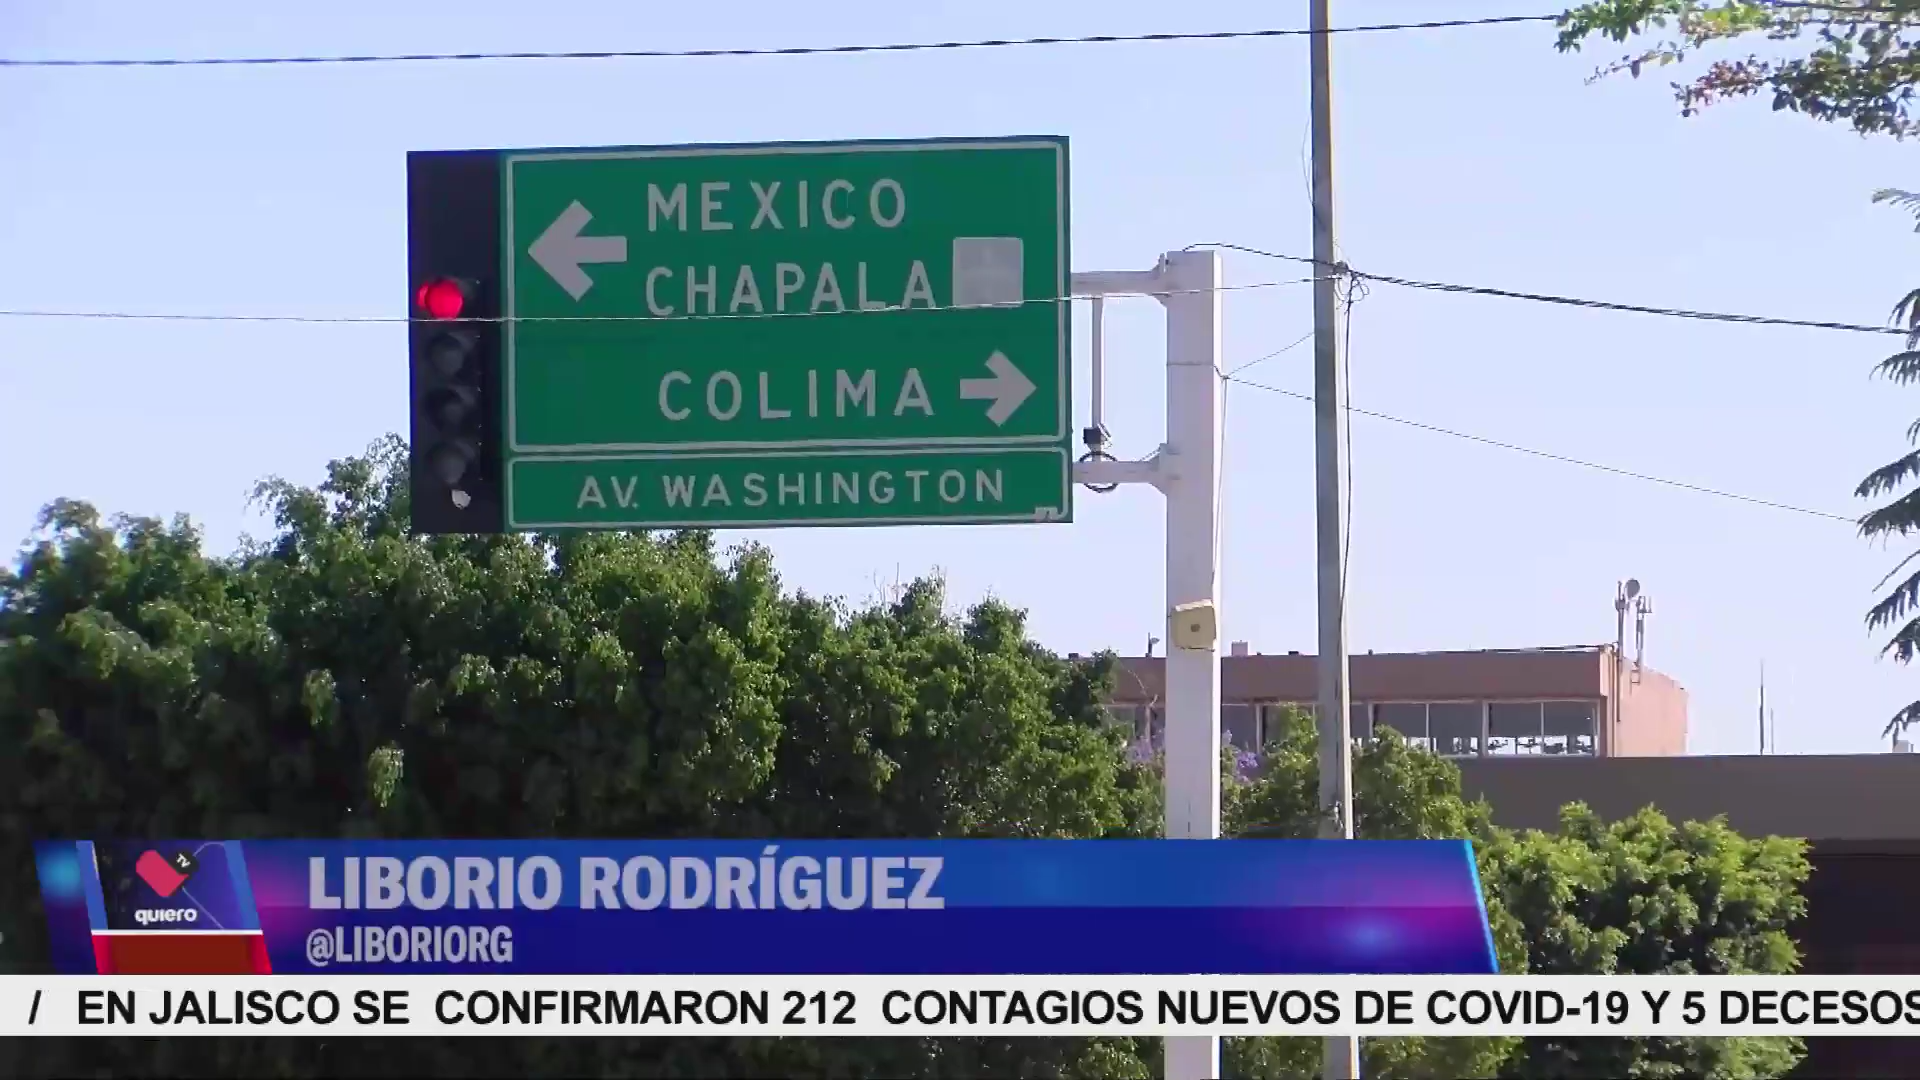 MEXICO
CHAPALA
COLIMA
AV. WASHINGTON
TV
quiero
LIBORIO RODRÍGUEZ
@LIBORIORG
/ EN JALISCO SE CONFIRMARON 212 CONTAGIOS NUEVOS DE COVID-19 Y 5 DECESOS